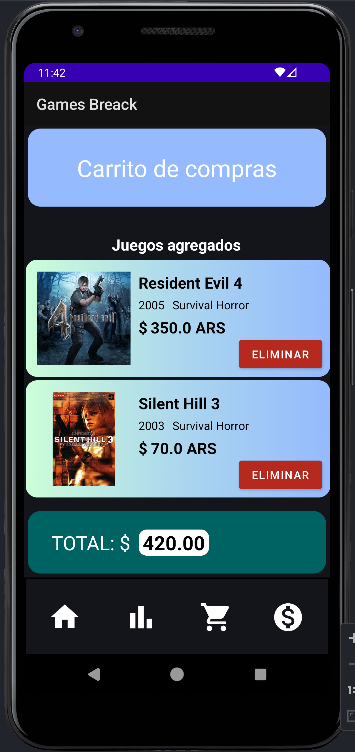 11:42
Games Breack
Carrito de compras
Juegos agregados
4
Resident Evil 4
2005 Survival Horror
$ 350.0 ARS
ELIMINAR
SILENT HILL 3
Silent Hill 3
2003 Survival Horror
$ 70.0 ARS
ELIMINAR
TOTAL: $ 420.00